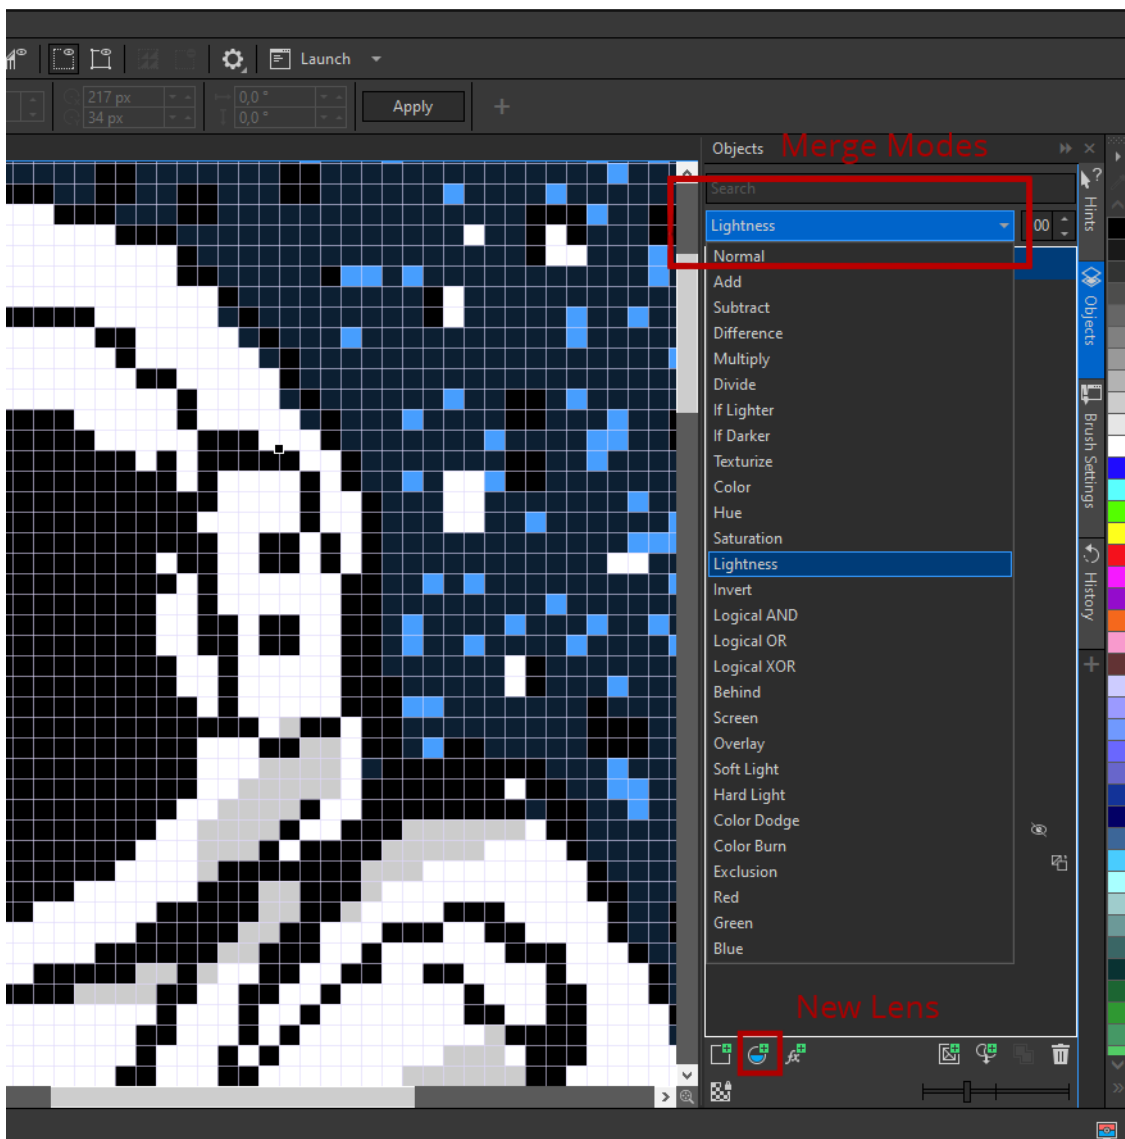 Launch
217 px
0,0 °
34 px
0,0 °
Apply
Objects
Merge Modes
Search
Lightness
00
Normal
Add
Subtract
Difference
Multiply
Divide
If Lighter
If Darker
Texturize
Color
Hue
Saturation
Lightness
Invert
Logical AND
Logical OR
Logical XOR
Behind
Screen
Overlay
Soft Light
Hard Light
Color Dodge
Color Burn
Exclusion
Red
Green
Blue
New Lens
fx
Hints
Objects
Brush Settings
History